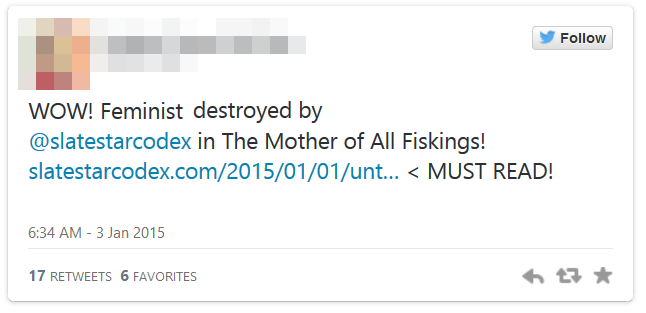 Follow
WOW! Feminist destroyed by
@slatestarcodex in The Mother of All Fiskings!
slatestarcodex.com/2015/01/01/unt... < MUST READ!
6:34 AM - 3 Jan 2015
17 RETWEETS 6 FAVORITES